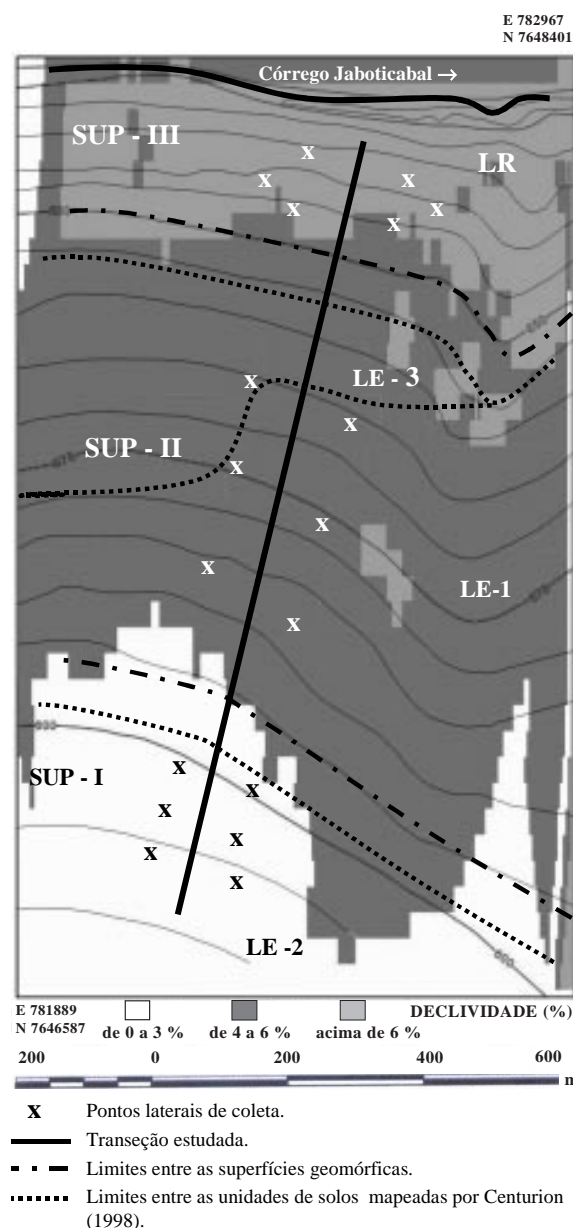 E 782967
N 7648401
Córrego Jaboticabal →
SUP - III
LR
LE - 3
SUP - II
LE-1
SUP - I
LE -2
E 781889
N 7646587
DECLIVIDADE (%)
de 0 a 3 %
de 4 a 6 %
acima de 6 %
200 0 200 400 600
m
x Pontos laterais de coleta.
Transeção estudada.
Limites entre as superfícies geomórficas.
Limites entre as unidades de solos mapeadas por Centurion
(1998).